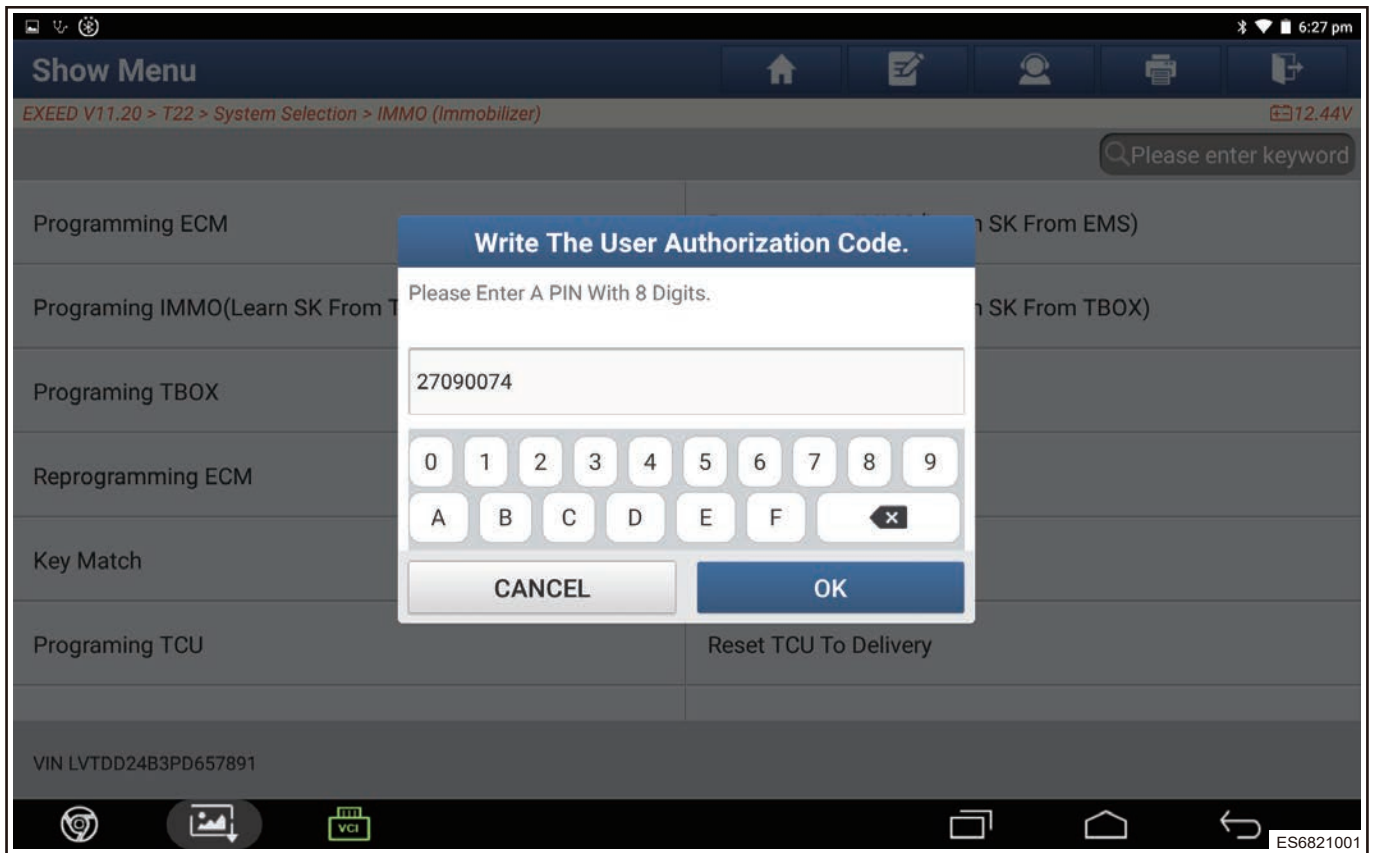 6:27 pm
Show Menu
EXEED V11.20 > T22 > System Selection > IMMO (Immobilizer)
12.44V
Please enter keyword
Programming ECM
n SK From EMS)
Programing IMMO(Learn SK From T
n SK From TBOX)
Programing TBOX
Reprogramming ECM
Key Match
Programing TCU
Reset TCU To Delivery
Write The User Authorization Code.
Please Enter A PIN With 8 Digits.
27090074
0 1 2 3 4 5 6 7 8 9
A B C D E F
CANCEL
OK
VIN LVTDD24B3PD657891
VCI
ES6821001